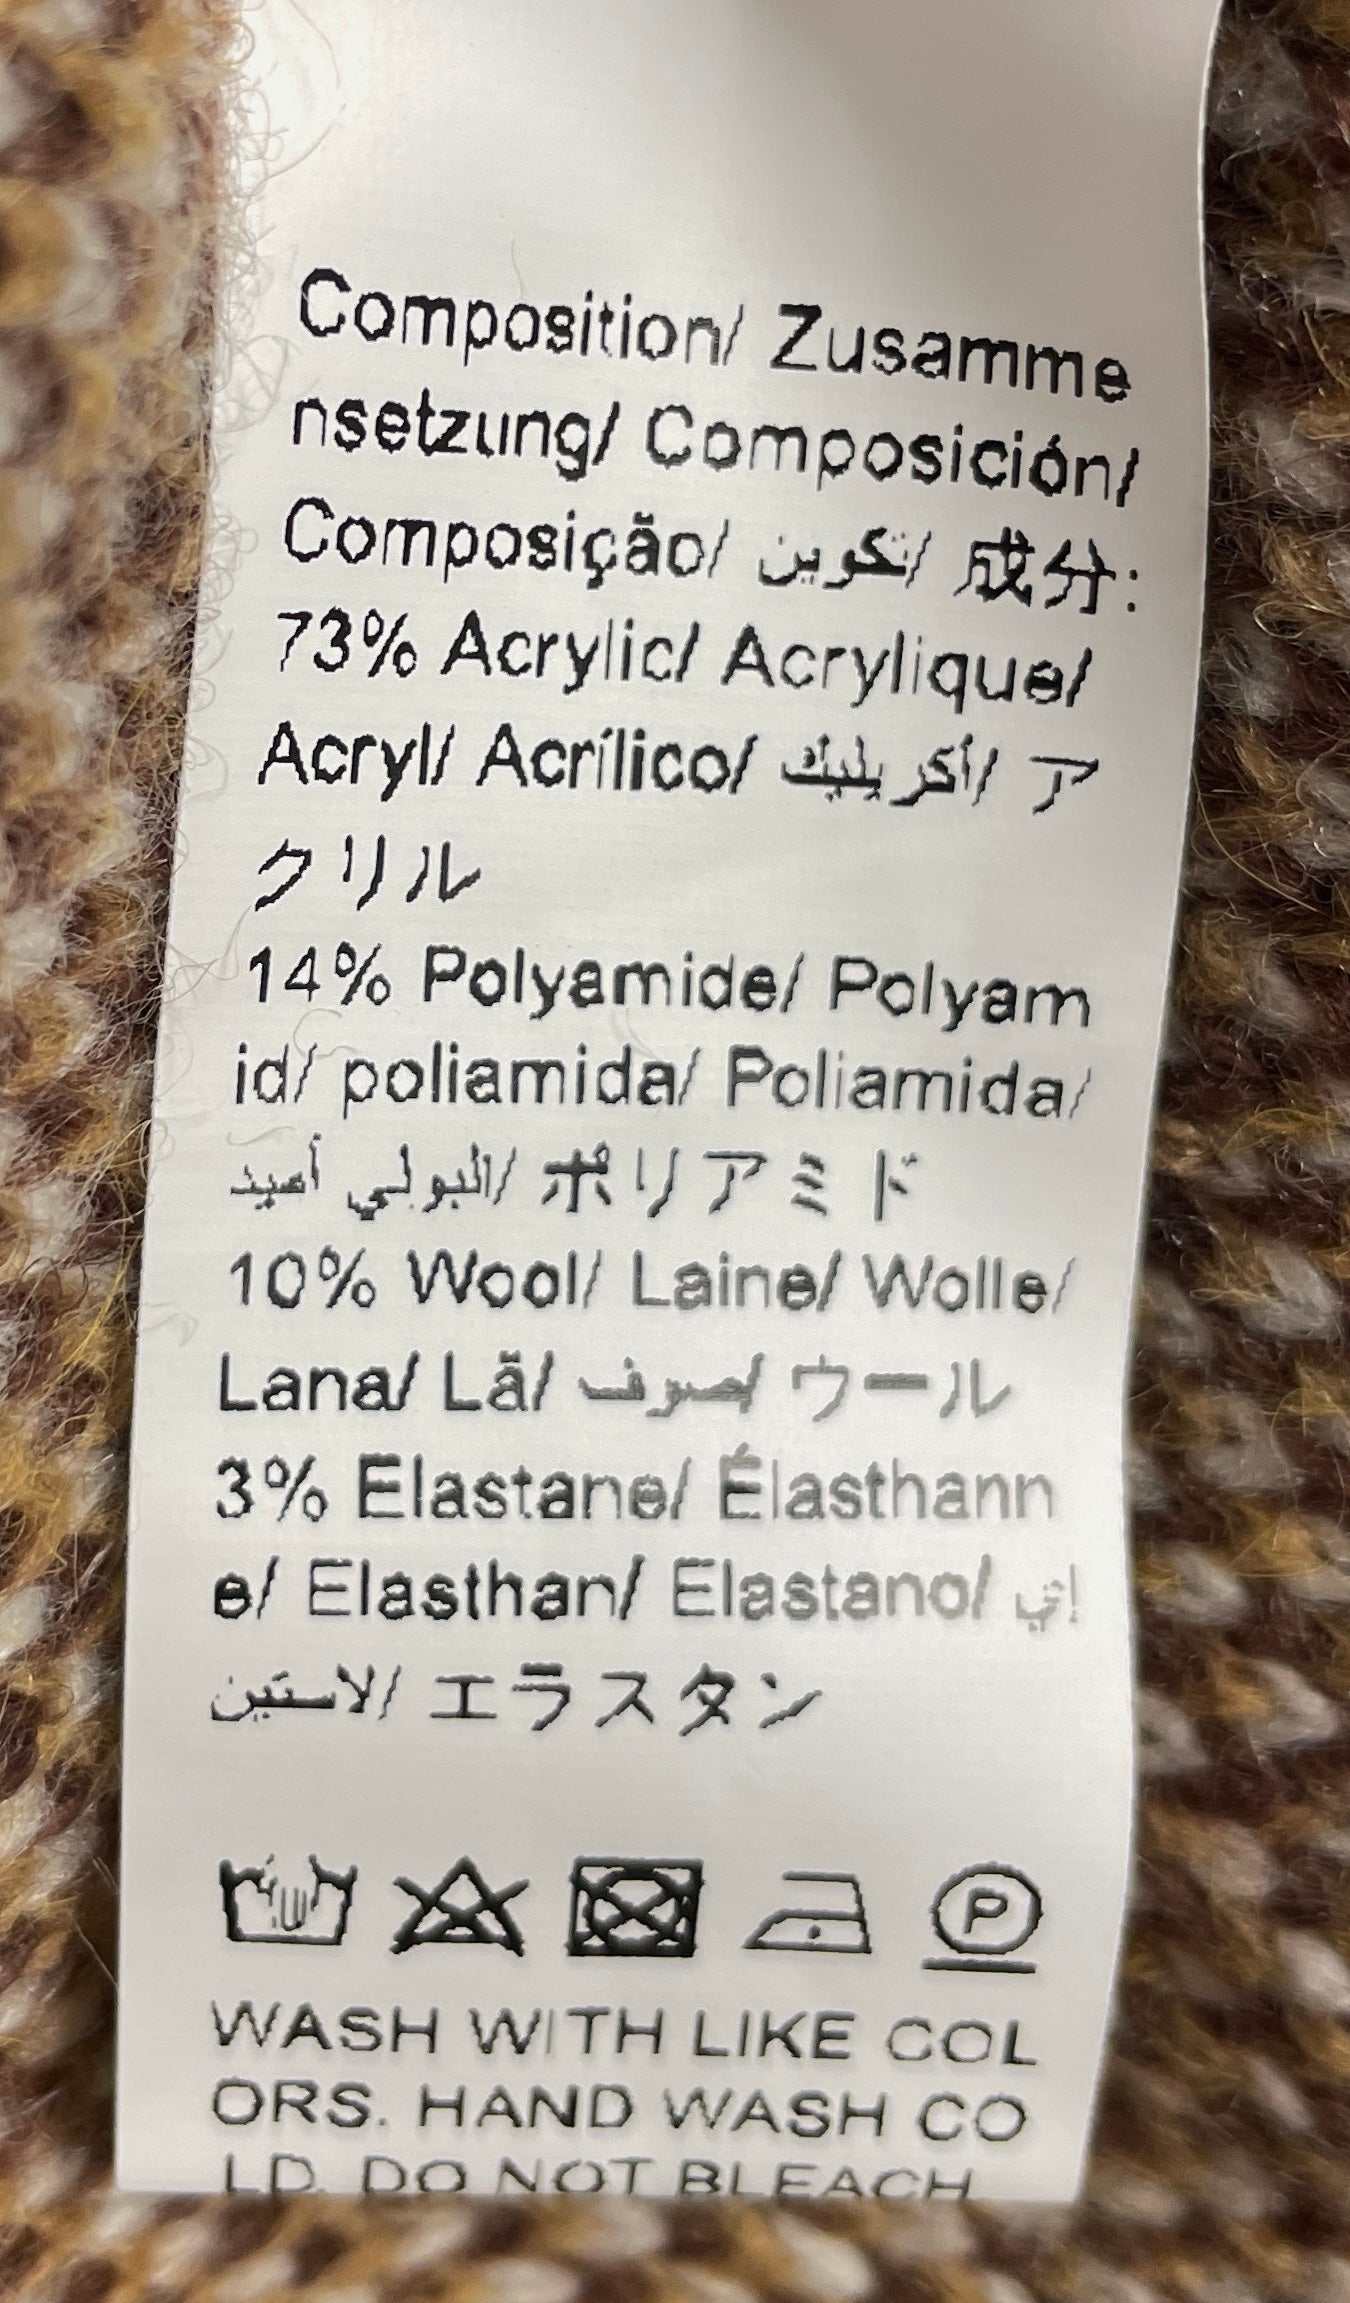 Composition/ Zusamme
nsetzung/ Composición/
Composição/ تكوين/ 成分:
73% Acrylic/ Acrylique/
Acryl/ Acrílico/ أكريليك/ ア
クリル
14% Polyamide/ Polyam
id/ poliamida/ Poliamida/
البولي أميد/ ポリアミド
10% Wool/ Laine/ Wolle/
Lana/ Lã/ صوف/ ウール
3% Elastane/ Élasthann
e/ Elasthan/ Elastano/ إي
لاستين/ エラスタン
P
WASH WITH LIKE COL
ORS. HAND WASH CO
LD. DO NOT BLEACH